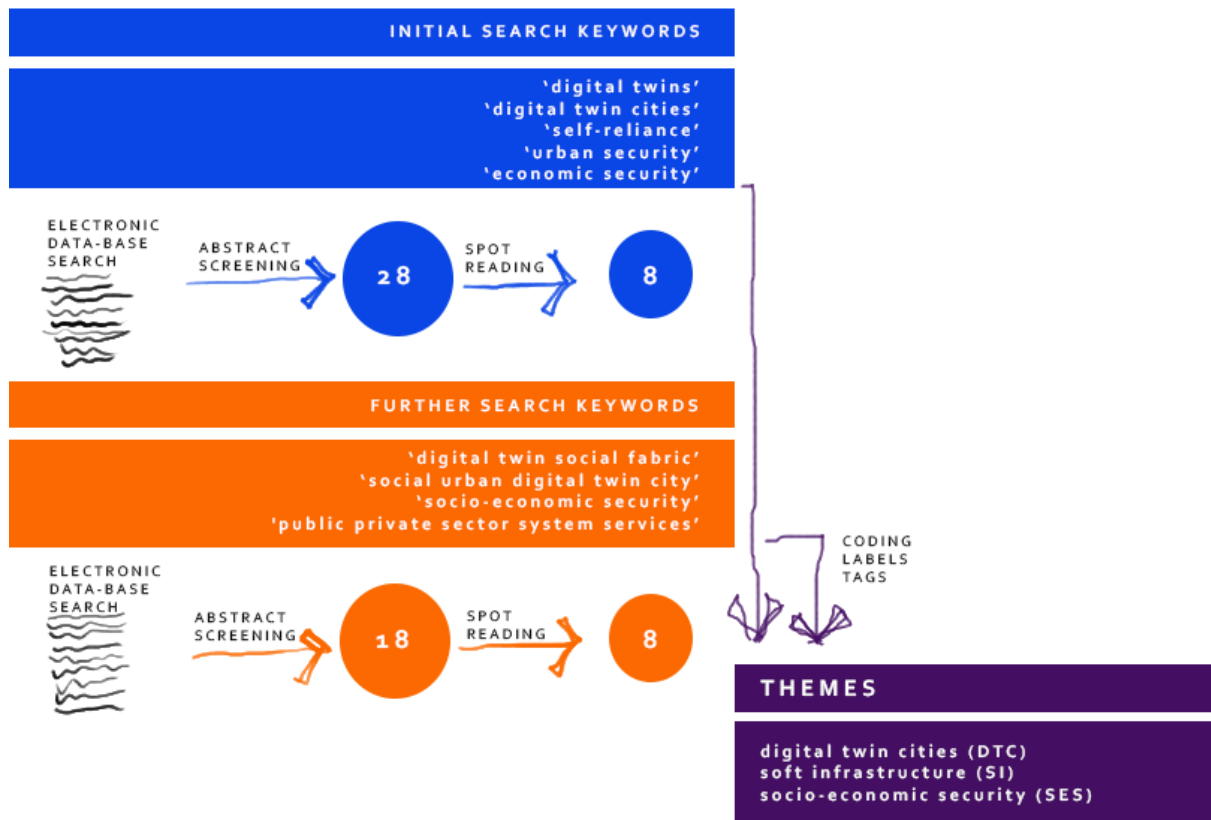 INITIAL SEARCH KEYWORDS
‘digital twins’
‘digital twin cities’
‘self-reliance’
‘urban security’
‘economic security’
ELECTRONIC
DATA-BASE
SEARCH
ABSTRACT
SCREENING
28
SPOT
READING
8
FURTHER SEARCH KEYWORDS
‘digital twin social fabric’
‘social urban digital twin city’
‘socio-economic security’
'public private sector system services’
ELECTRONIC
DATA-BASE
SEARCH
ABSTRACT
SCREENING
18
SPOT
READING
8
CODING
LABELS
TAGS
THEMES
digital twin cities (DTC)
soft infrastructure (SI)
socio-economic security (SES)